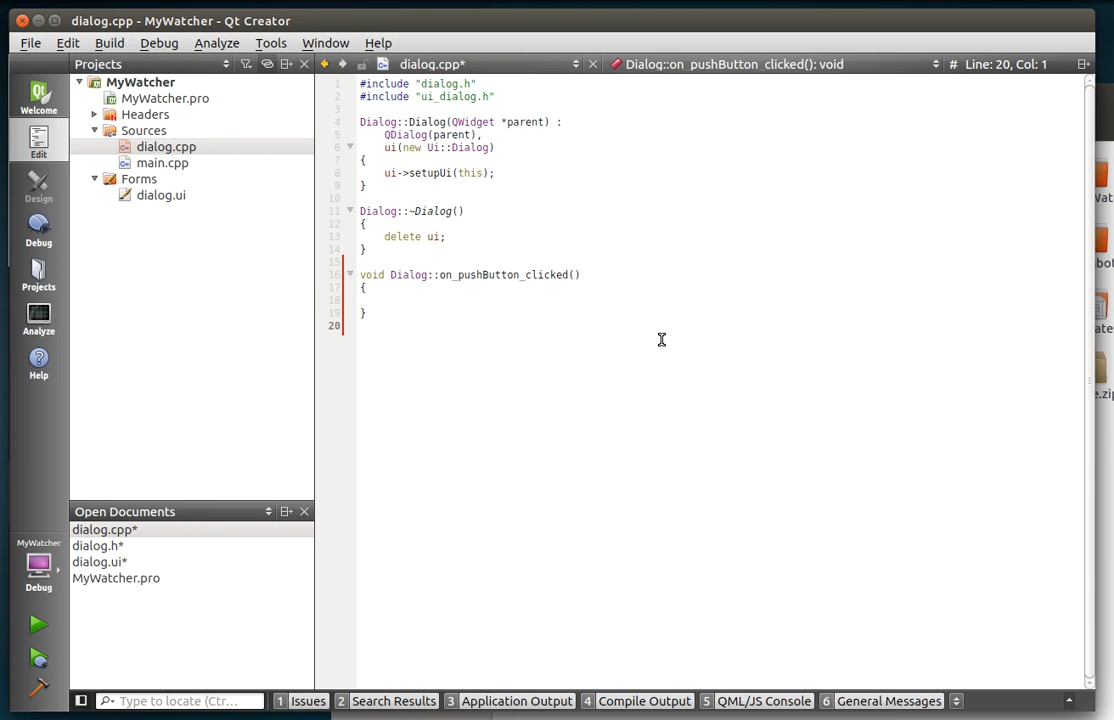 dialog.cpp - MyWatcher - Qt Creator
File Edit Build Debug Analyze Tools Window Help
Projects
dialog.cpp*
Dialog::on_pushButton_clicked(): void
# Line: 20, Col: 1
Welcome
Edit
Design
Debug
Projects
Analyze
Help
MyWatcher
MyWatcher.pro
Headers
Sources
dialog.cpp
main.cpp
Forms
dialog.ui
1 #include "dialog.h"
2 #include "ui_dialog.h"
3
4 Dialog::Dialog(QWidget *parent) :
5 QDialog(parent),
6 ui(new Ui::Dialog)
7 {
8 ui->setupUi(this);
9 }
10
11 Dialog::~Dialog()
12 {
13 delete ui;
14 }
15
16 void Dialog::on_pushButton_clicked()
17 {
18
19 }
20
Open Documents
dialog.cpp*
dialog.h*
dialog.ui*
MyWatcher.pro
MyWatcher
Debug
Type to locate (Ctr...
1 Issues
2 Search Results
3 Application Output
4 Compile Output
5 QML/JS Console
6 General Messages